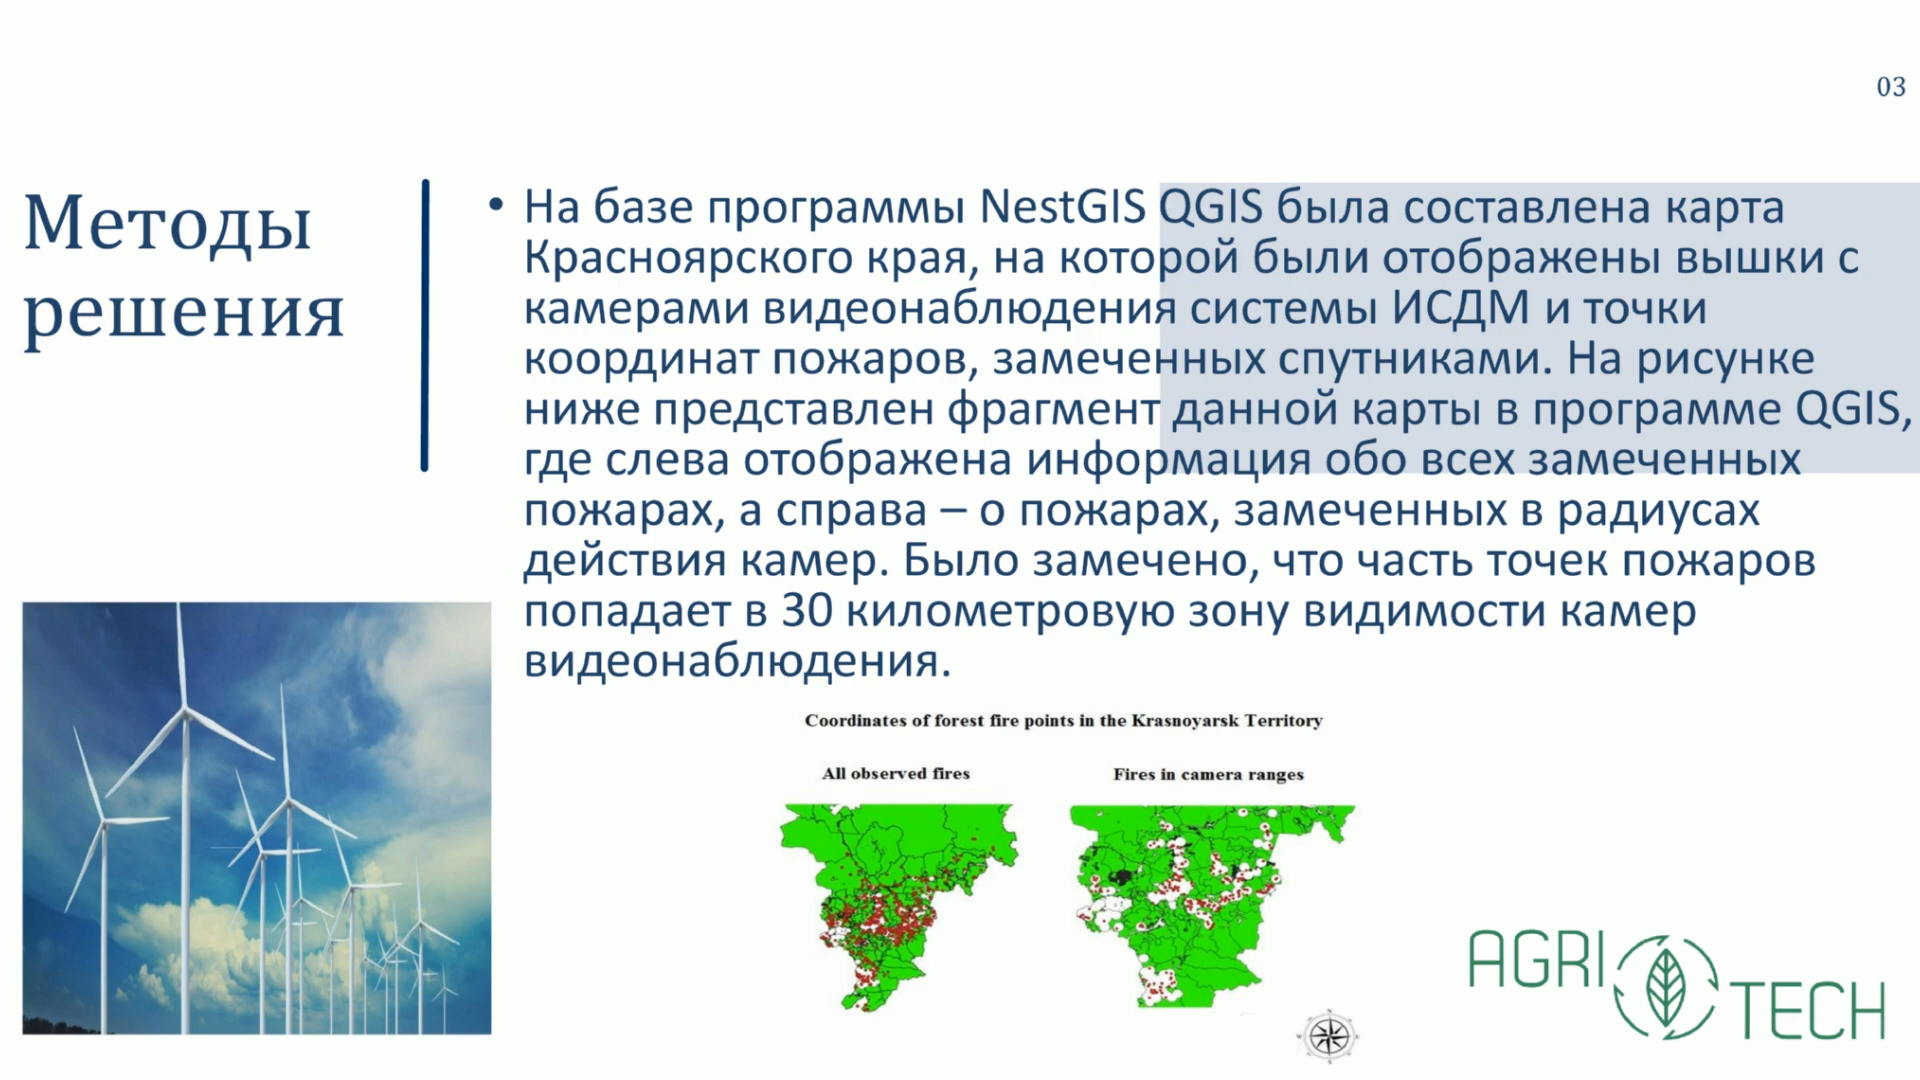 03
Методы
решения
• На базе программы NestGIS QGIS была составлена карта
Красноярского края, на которой были отображены вышки с
камерами видеонаблюдения системы ИСДМ и точки
координат пожаров, замеченных спутниками. На рисунке
ниже представлен фрагмент данной карты в программе QGIS,
где слева отображена информация обо всех замеченных
пожарах, а справа – о пожарах, замеченных в радиусах
действия камер. Было замечено, что часть точек пожаров
попадает в 30 километровую зону видимости камер
видеонаблюдения.
Coordinates of forest fire points in the Krasnoyarsk Territory
All observed fires
Fires in camera ranges
AGRI
TECH